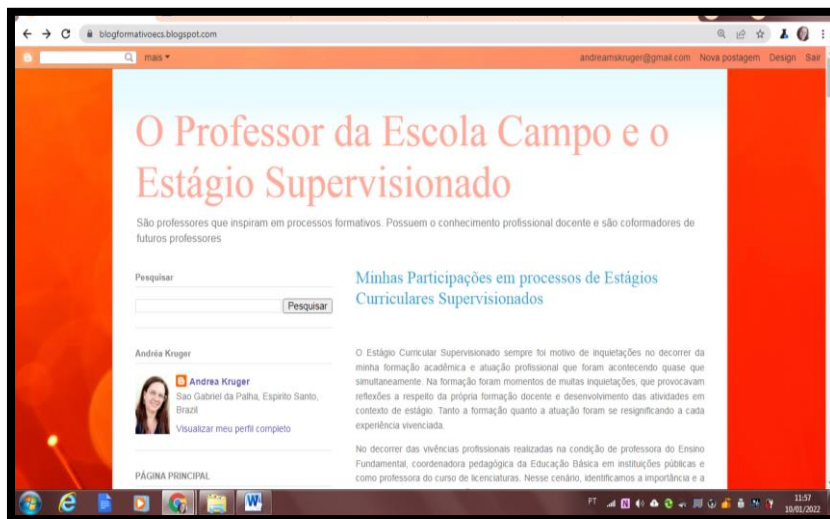 blogformativoecs.blogspot.com
mais
andreamskruger@gmail.com Nova postagem Design Sair
O Professor da Escola Campo e o
Estágio Supervisionado
São professores que inspiram em processos formativos. Possuem o conhecimento profissional docente e são coformadores de
futuros professores
Pesquisar
Pesquisar
Andréa Kruger
Andrea Kruger
Sao Gabriel da Palha, Espirito Santo,
Brazil
Visualizar meu perfil completo
PÁGINA PRINCIPAL
Minhas Participações em processos de Estágios
Curriculares Supervisionados
O Estágio Curricular Supervisionado sempre foi motivo de inquietações no decorrer da
minha formação acadêmica e atuação profissional que foram acontecendo quase que
simultaneamente. Na formação foram momentos de muitas inquietações, que provocavam
reflexões a respeito da própria formação docente e desenvolvimento das atividades em
contexto de estágio. Tanto a formação quanto a atuação foram se resignificando a cada
experiência vivenciada.
No decorrer das vivências profissionais realizadas na condição de professora do Ensino
Fundamental, coordenadora pedagógica da Educação Básica em instituições públicas e
como professora do curso de licenciaturas. Nesse cenário, identificamos a importância e a
PT
11:57
10/01/2022